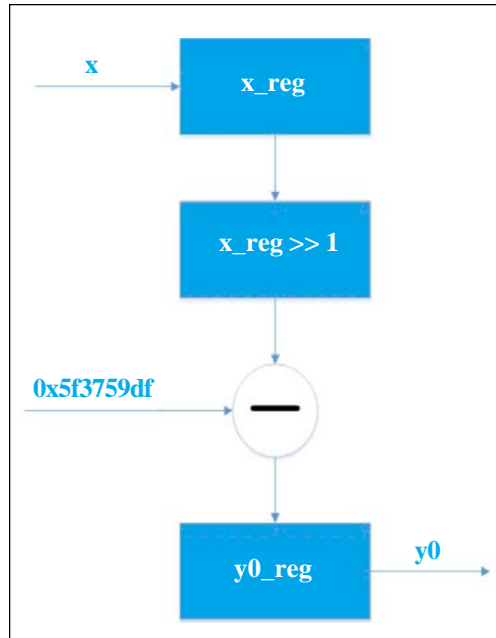 x
x_reg
x_reg >> 1
0x5f3759df
y0_reg
y0